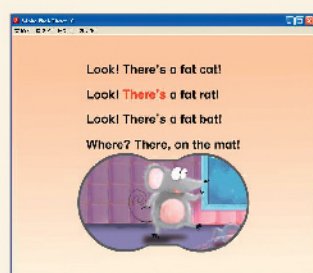 Look! There's a fat cat!
Look! There's a fat rat!
Look! There's a fat bat!
Where? There, on the mat!